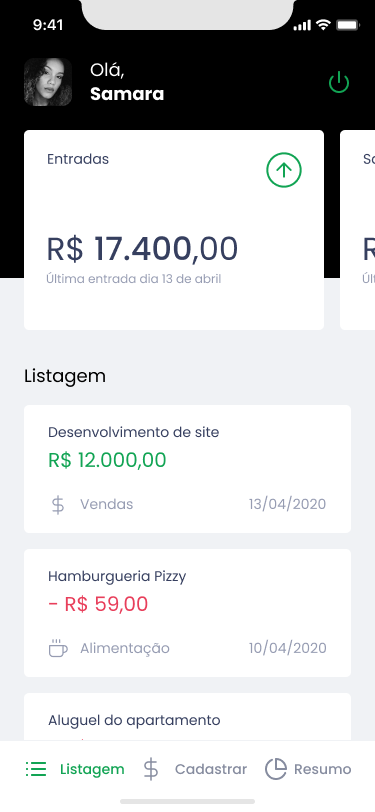 9:41
Olá,
Samara
Entradas
R$ 17.400,00
Última entrada dia 13 de abril
Listagem
Desenvolvimento de site
R$ 12.000,00
$ Vendas 13/04/2020
Hamburgueria Pizzy
- R$ 59,00
Alimentação 10/04/2020
Aluguel do apartamento
Listagem $ Cadastrar Resumo